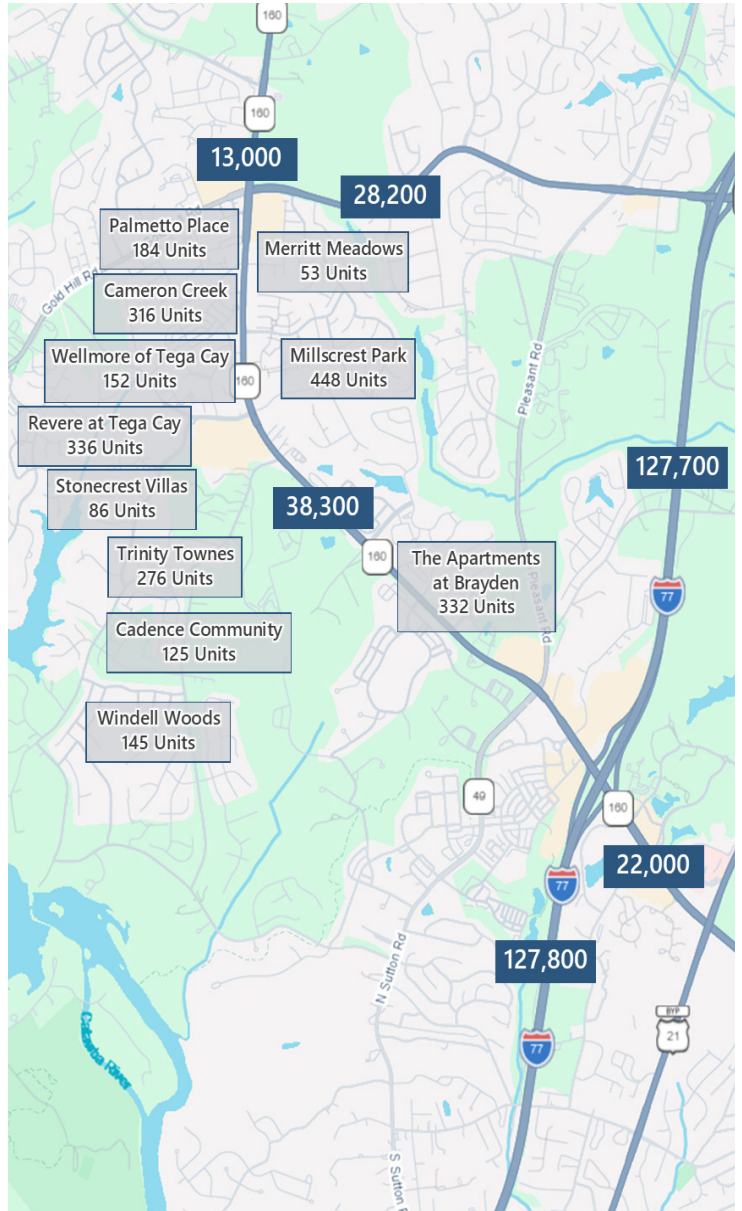 160
160
13,000
28,200
Palmetto Place
184 Units
Merritt Meadows
53 Units
Gold Hill Rd
Cameron Creek
316 Units
Wellmore of Tega Cay
152 Units
160
Millscrest Park
448 Units
Pleasant Rd
Revere at Tega Cay
336 Units
127,700
Stonecrest Villas
86 Units
38,300
Trinity Townes
276 Units
160
The Apartments
at Brayden
332 Units
Pleasant Rd
77
Cadence Community
125 Units
Windell Woods
145 Units
49
160
22,000
77
127,800
N Sutton Rd
BYP
21
77
Catawba River
S Sutton R